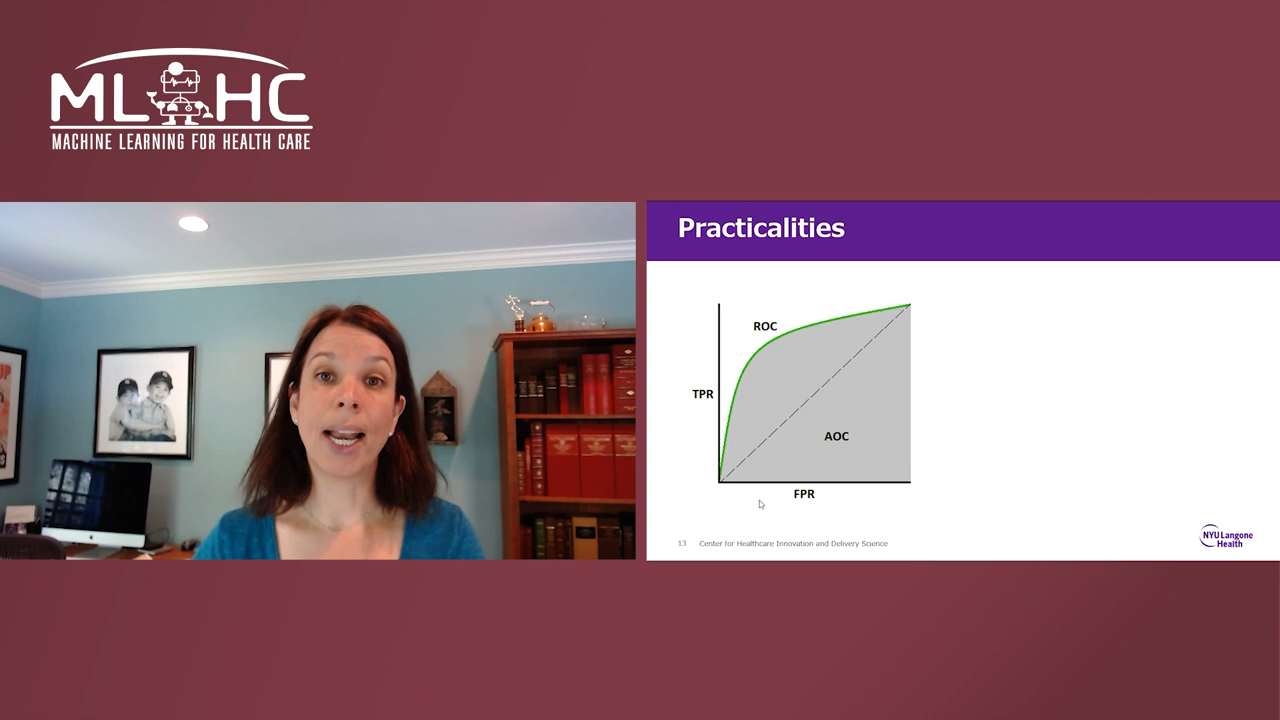 ML HC
MACHINE LEARNING FOR HEALTH CARE
Practicalities
ROC
TPR
AOC
FPR
13 Center for Healthcare Innovation and Delivery Science
NYU Langone
Health
UP